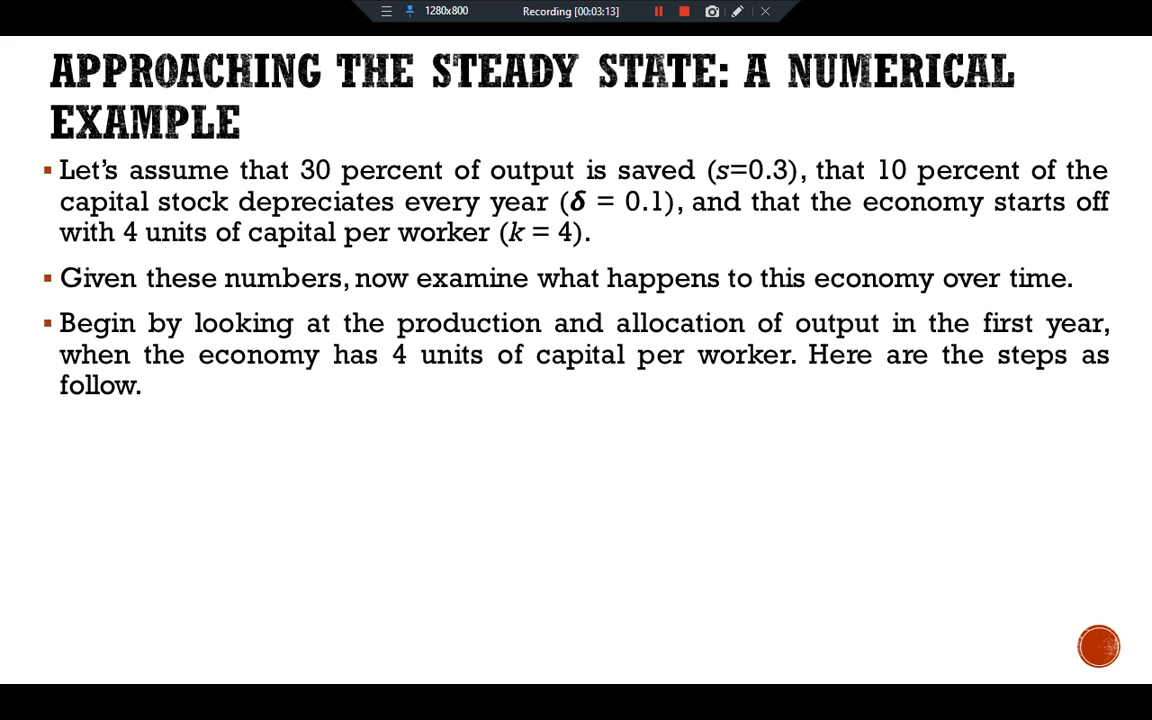 1280x800 Recording [00:03:13]
APPROACHING THE STEADY STATE: A NUMERICAL
EXAMPLE
▪ Let’s assume that 30 percent of output is saved (s=0.3), that 10 percent of the
capital stock depreciates every year (δ = 0.1), and that the economy starts off
with 4 units of capital per worker (k = 4).
▪ Given these numbers, now examine what happens to this economy over time.
▪ Begin by looking at the production and allocation of output in the first year,
when the economy has 4 units of capital per worker. Here are the steps as
follow.